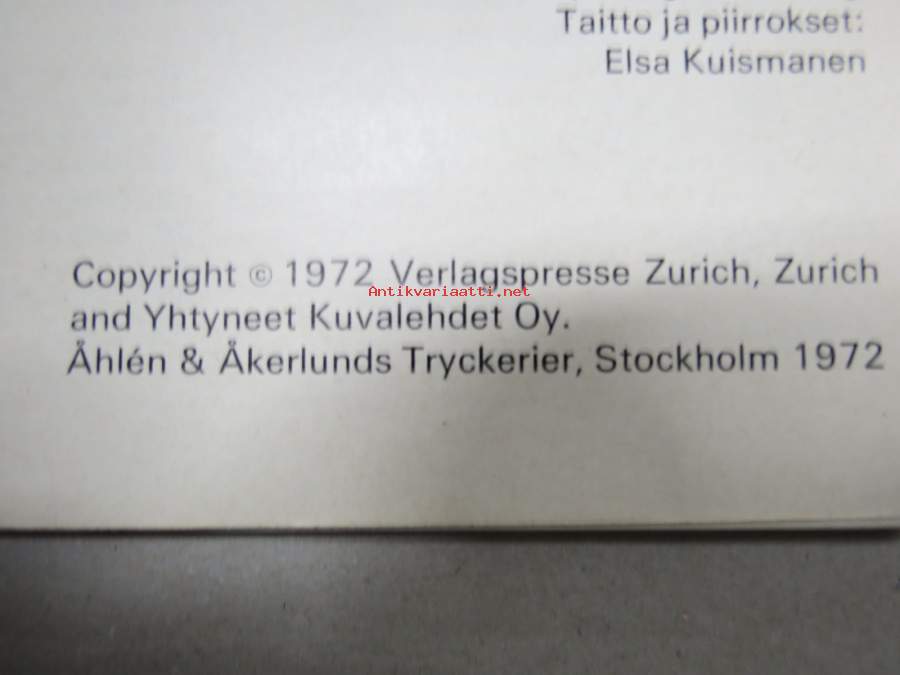 Taitto ja piirrokset:
Elsa Kuismanen
Copyright © 1972 Verlagspresse Zurich, Zurich
Antikvariaatti.net
and Yhtyneet Kuvalehdet Oy.
Åhlén & Åkerlunds Tryckerier, Stockholm 1972